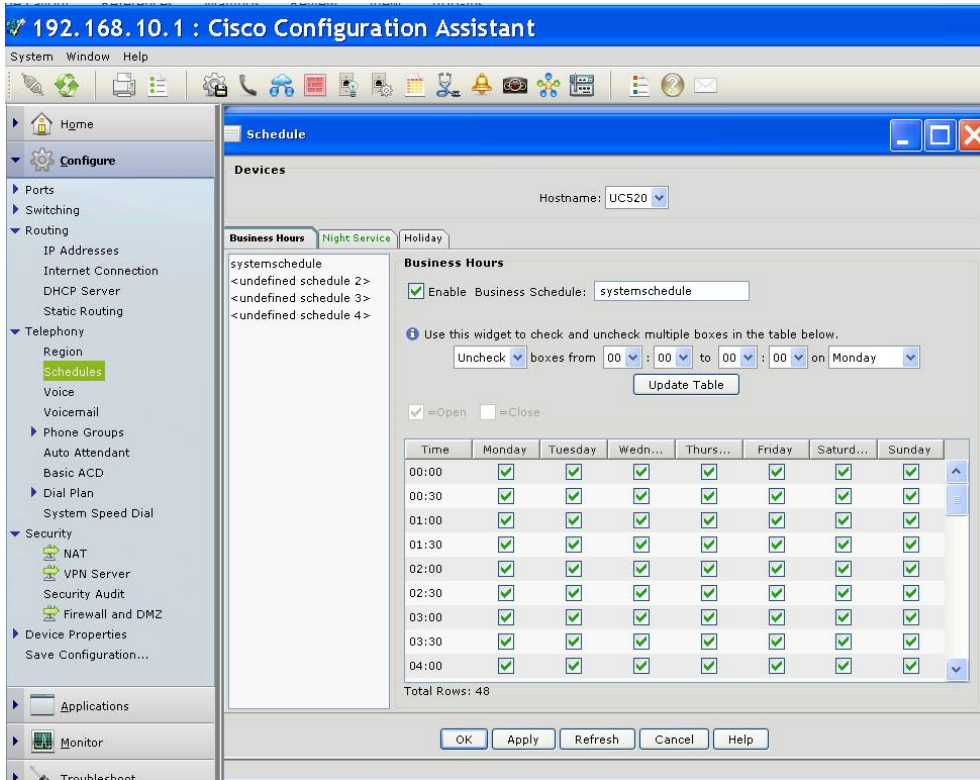 192.168.10.1 : Cisco Configuration Assistant
System Window Help
Home
Configure
Ports
Switching
Routing
IP Addresses
Internet Connection
DHCP Server
Static Routing
Telephony
Region
Schedules
Voice
Voicemail
Phone Groups
Auto Attendant
Basic ACD
Dial Plan
System Speed Dial
Security
NAT
VPN Server
Security Audit
Firewall and DMZ
Device Properties
Save Configuration...
Applications
Monitor
Troubleshoot
Schedule
Devices
Hostname: UC520
Business Hours Night Service Holiday
systemschedule
<undefined schedule 2>
<undefined schedule 3>
<undefined schedule 4>
Business Hours
Enable Business Schedule: systemschedule
Use this widget to check and uncheck multiple boxes in the table below.
Uncheck boxes from 00 : 00 to 00 : 00 on Monday
Update Table
=Open =Close
Time Monday Tuesday Wedn... Thurs... Friday Saturd... Sunday
00:00
00:30
01:00
01:30
02:00
02:30
03:00
03:30
04:00
Total Rows: 48
OK Apply Refresh Cancel Help